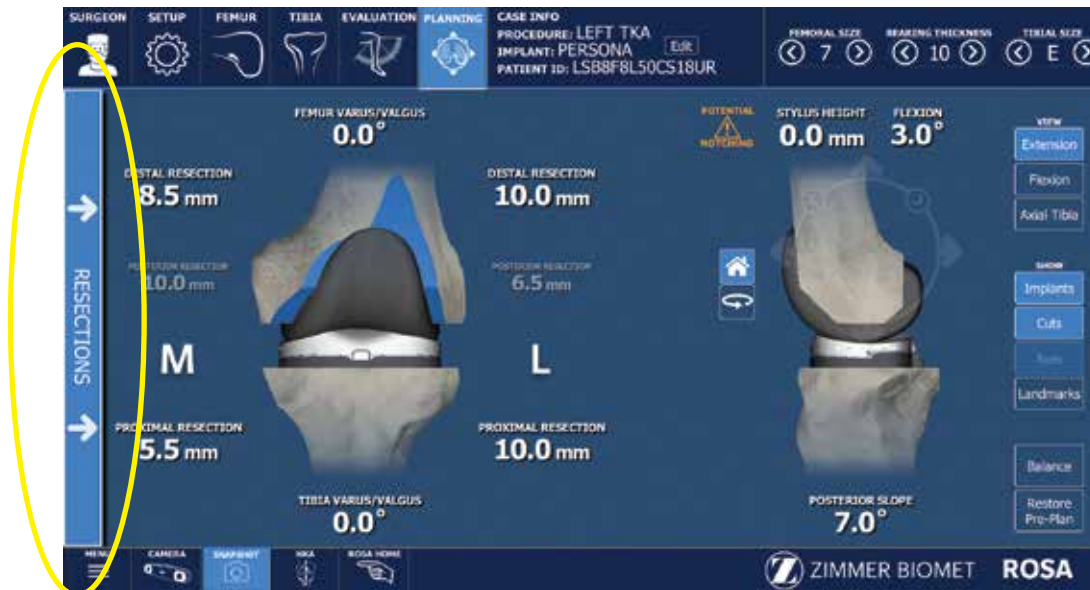 SURGEON
SETUP
FEMUR
TIBIA
EVALUATION
PLANNING
CASE INFO
PROCEDURE: LEFT TKA
IMPLANT: PERSONA
Edit
PATIENT ID: LSB8F8L50CS18UR
FEMORAL SIZE
7
BEARING THICKNESS
10
TIBIAL SIZE
E
FEMUR VARUS/VALGUS
0.0°
POTENTIAL
NOTCHING
STYLUS HEIGHT
0.0 mm
FLEXION
3.0°
VIEW
Extension
Flexion
Axial Tibia
DISTAL RESECTION
8.5 mm
DISTAL RESECTION
10.0 mm
POSTERIOR RESECTION
10.0 mm
POSTERIOR RESECTION
6.5 mm
RESECTIONS
M
L
SHOW
Implants
Cuts
Landmarks
PROXIMAL RESECTION
5.5 mm
PROXIMAL RESECTION
10.0 mm
TIBIA VARUS/VALGUS
0.0°
POSTERIOR SLOPE
7.0°
Balance
Restore
Pre-Plan
MENU
CAMERA
SNAPSHOT
HKA
ROSA HOME
ZIMMER BIOMET
ROSA